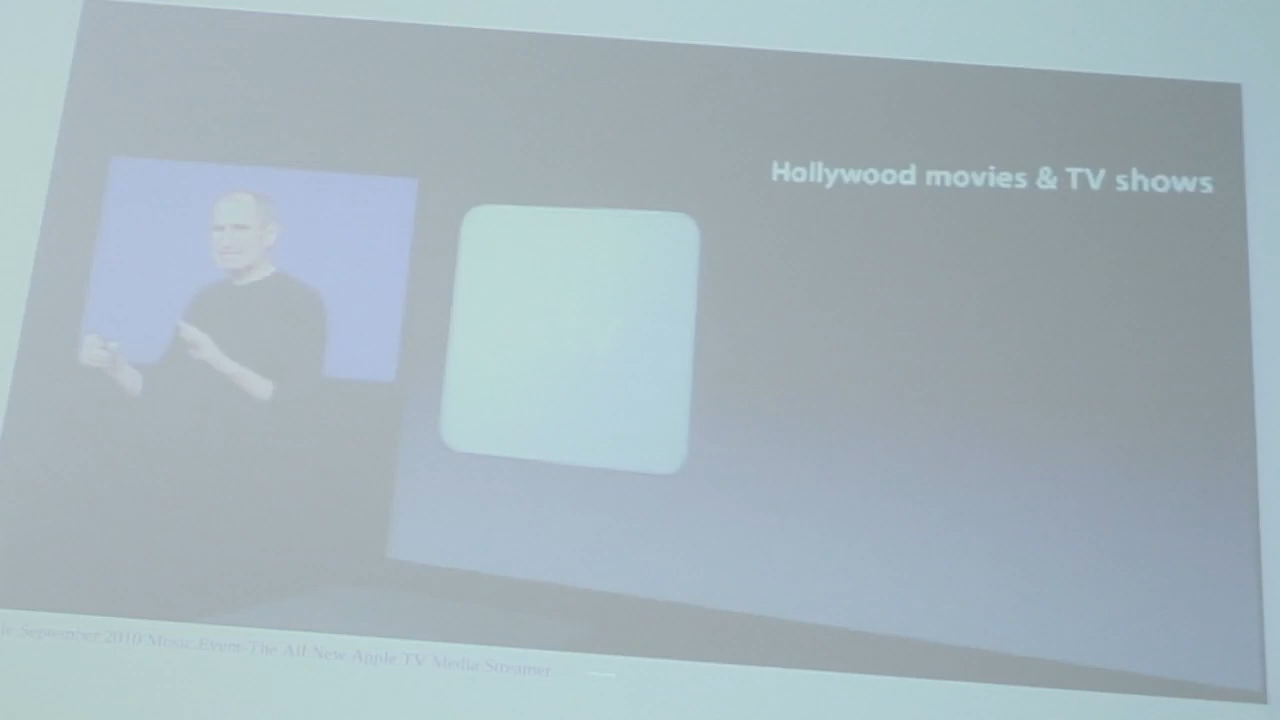 Hollywood movies & TV shows
September 2010 Music Event-The All New Apple TV Media Streamer